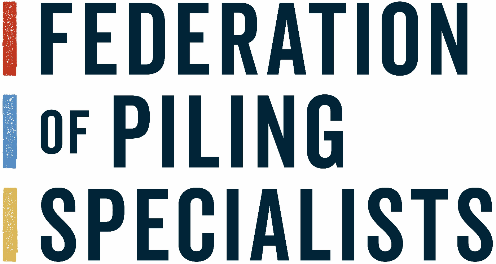 FEDERATION
OF PILING
SPECIALISTS